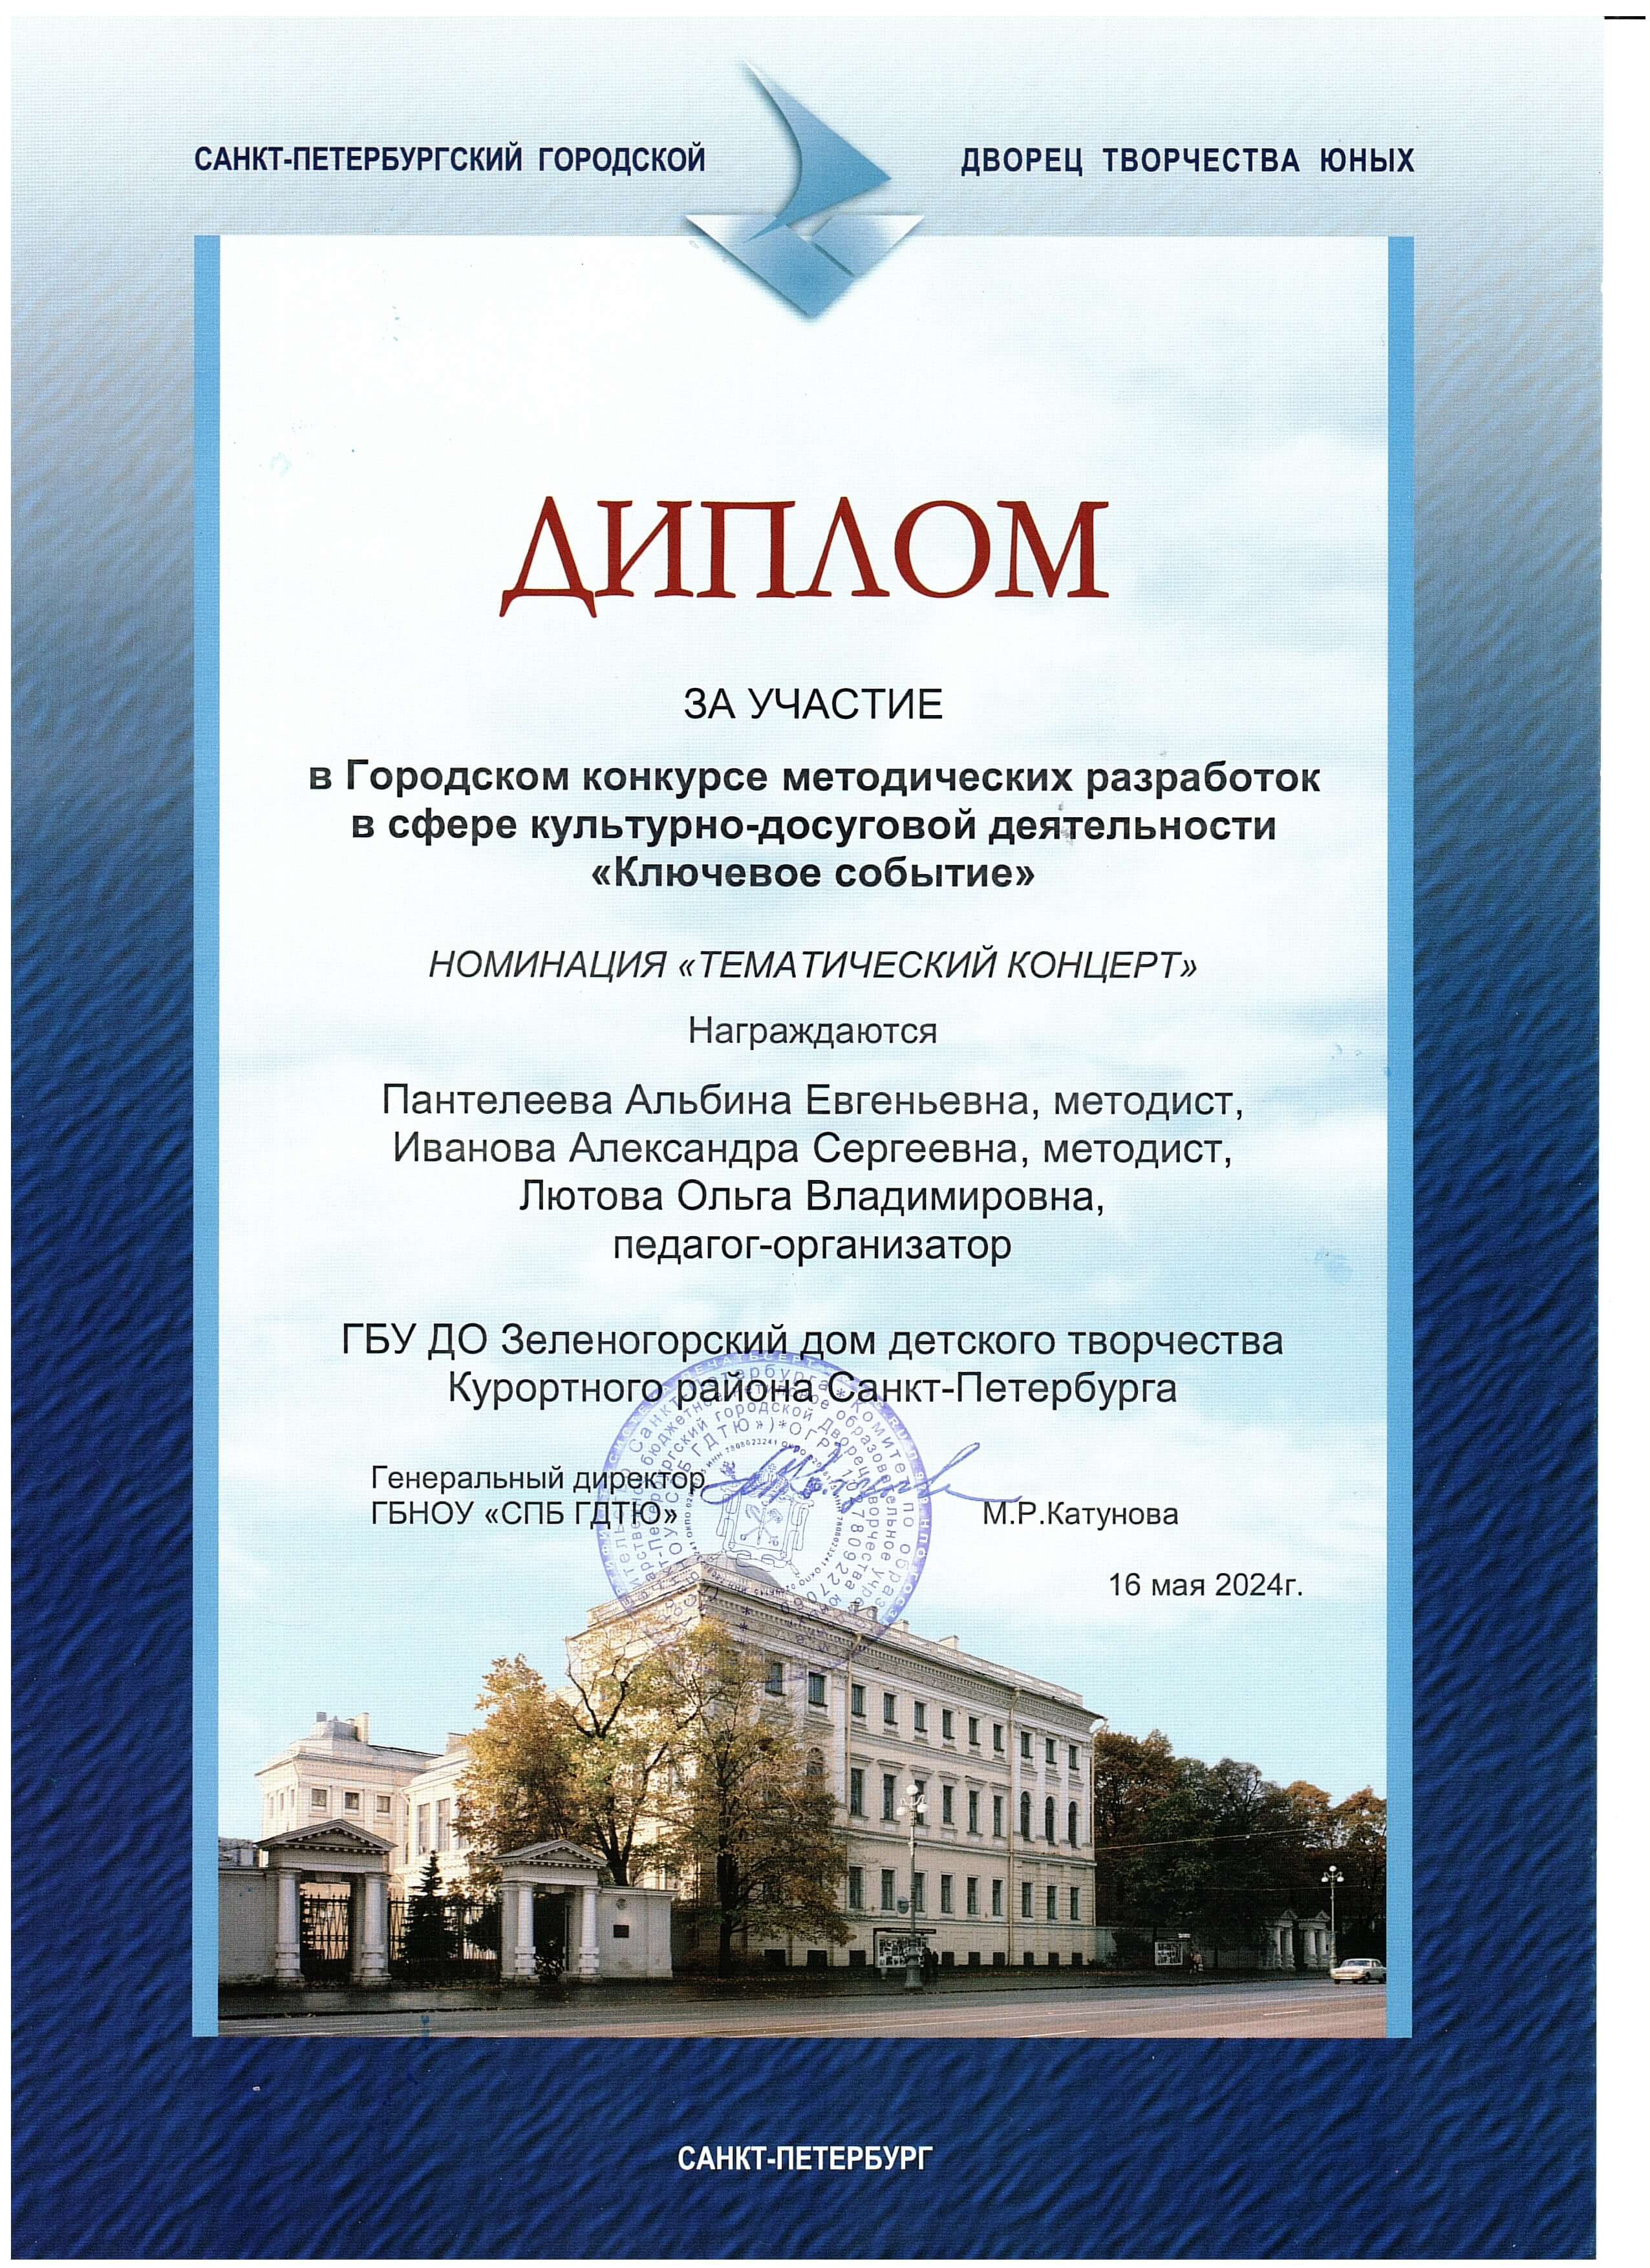 САНКТ-ПЕТЕРБУРГСКИЙ ГОРОДСКОЙ ДВОРЕЦ ТВОРЧЕСТВА ЮНЫХ
ДИПЛОМ
ЗА УЧАСТИЕ
в Городском конкурсе методических разработок
в сфере культурно-досуговой деятельности
«Ключевое событие»
НОМИНАЦИЯ «ТЕМАТИЧЕСКИЙ КОНЦЕРТ»
Награждаются
Пантелеева Альбина Евгеньевна, методист,
Иванова Александра Сергеевна, методист,
Лютова Ольга Владимировна,
педагог-организатор
ГБУ ДО Зеленогорский дом детского творчества
Курортного района Санкт-Петербурга
Генеральный директор
ГБНОУ «СПБ ГДТЮ»
М.Р.Катунова
16 мая 2024г.
САНКТ-ПЕТЕРБУРГ